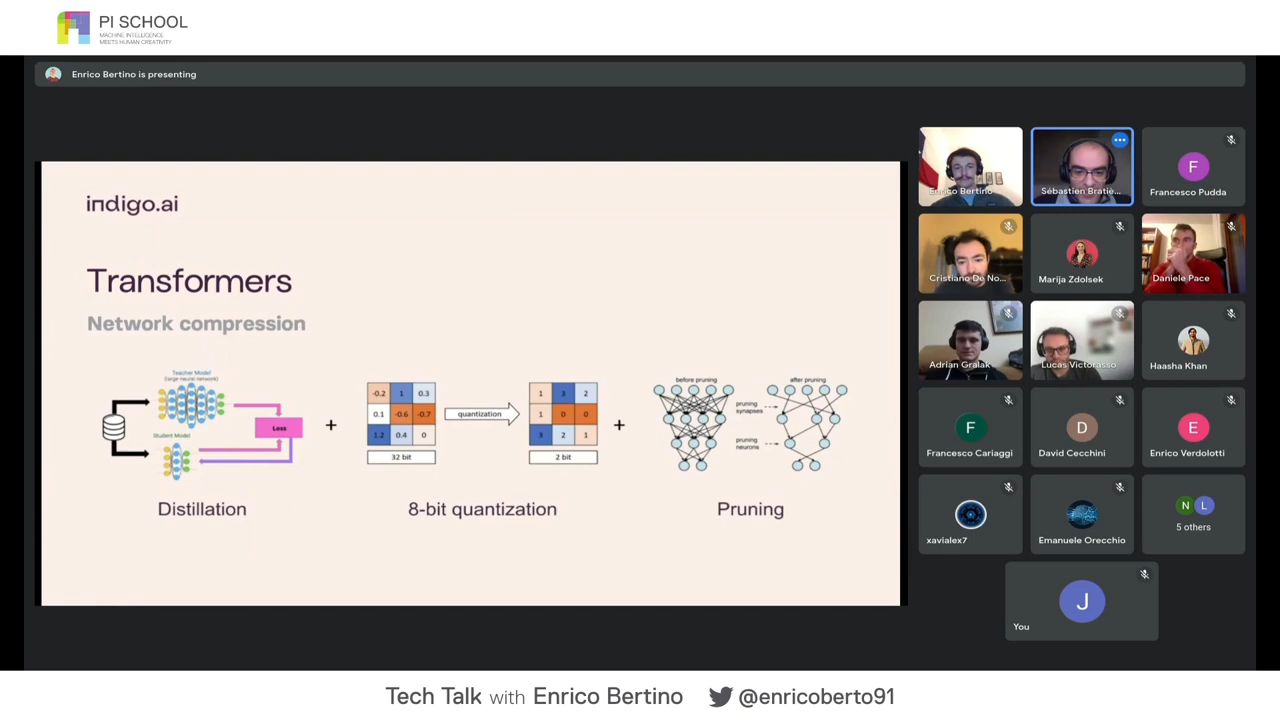 PI SCHOOL
MACHINE INTELLIGENCE
MEETS HUMAN CREATIVITY
Enrico Bertino is presenting
indigo.ai
Transformers
Network compression
Teacher Model
(large neural network)
Student Model
Loss
Distillation
+
-0.2 1 0.3
0.1 -0.6 -0.7
1.2 0.4 0
32 bit
quantization
1 3 2
1 0 0
3 2 1
2 bit
8-bit quantization
+
before pruning
after pruning
pruning
synapses
pruning
neurons
Pruning
Enrico Bertino
Sébastien Bratie...
F
Francesco Pudda
Cristiano De No...
Marija Zdolsek
Daniele Pace
Adrian Gralak
Lucas Victorasso
Haasha Khan
F
Francesco Cariaggi
D
David Cecchini
E
Enrico Verdolotti
xavialex7
Emanuele Orecchio
N L
5 others
J
You
Tech Talk with Enrico Bertino @enricoberto91